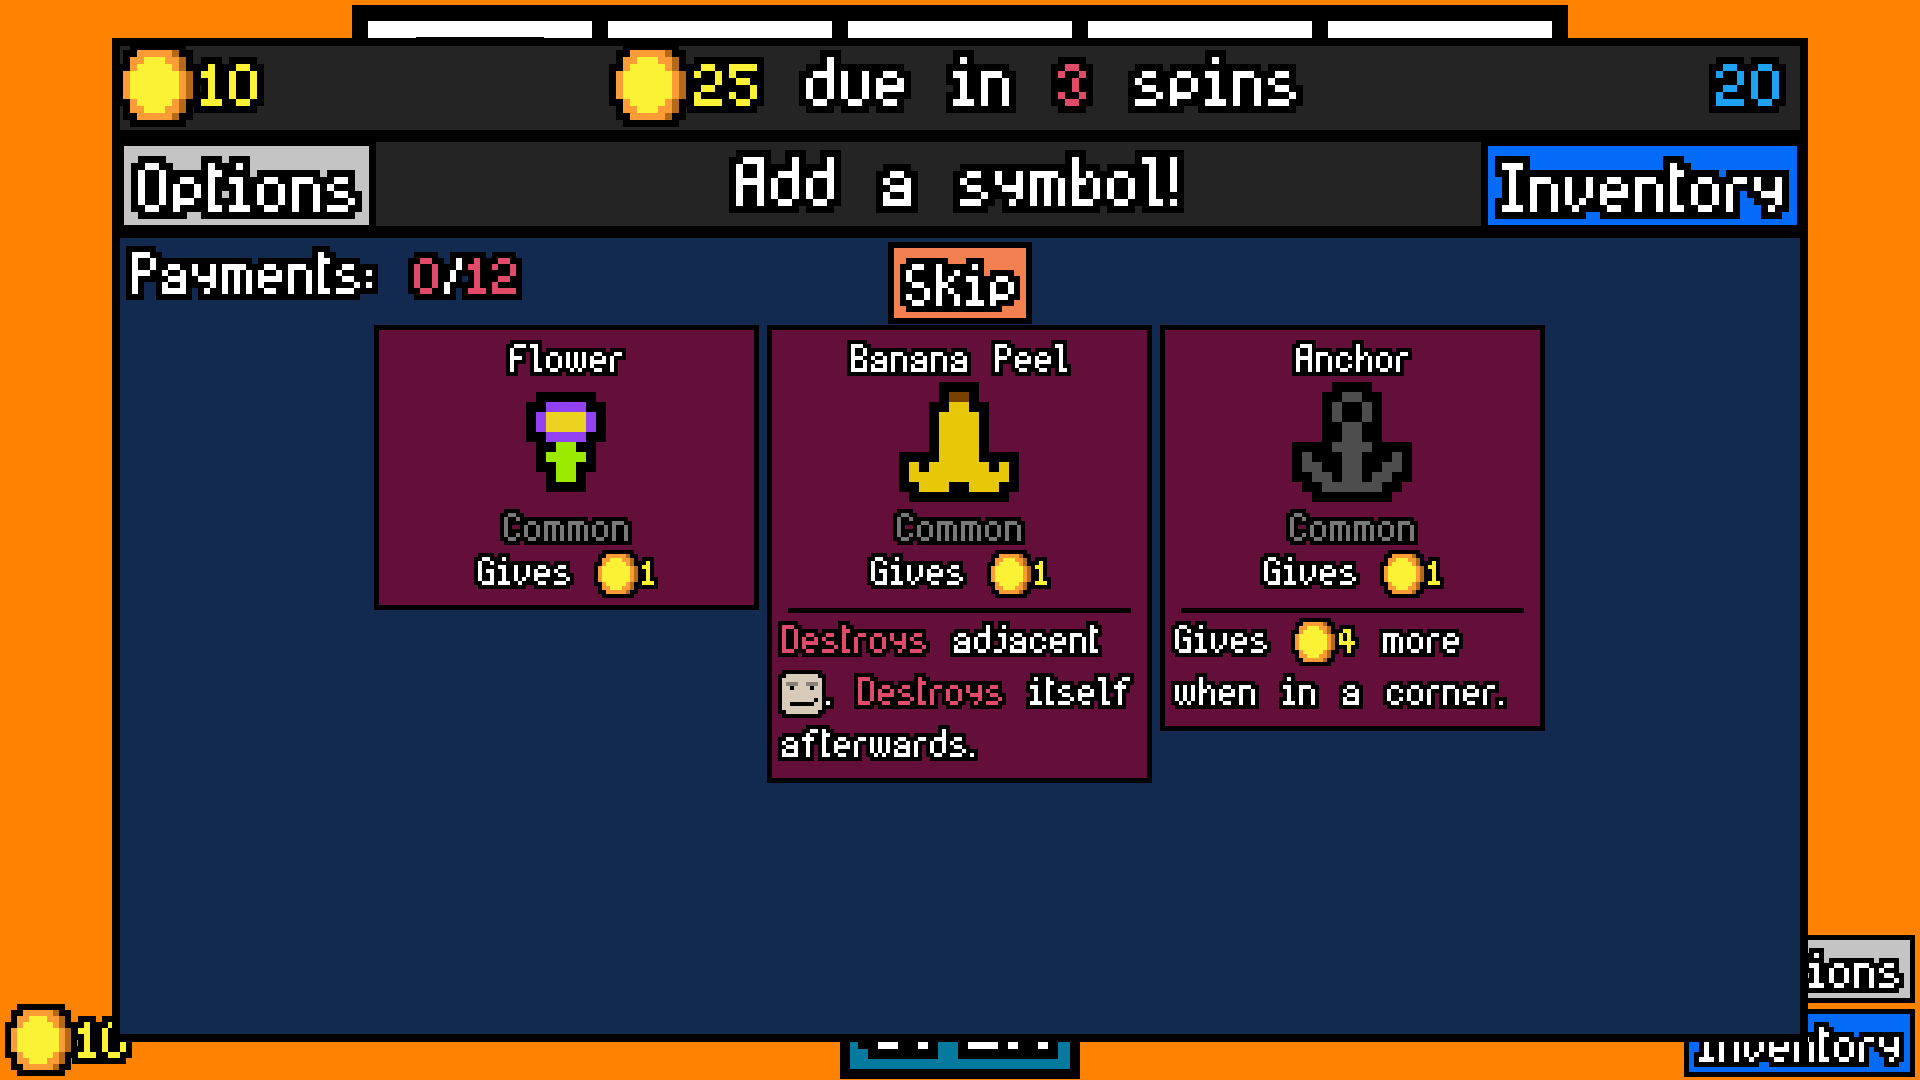 10 25 due in 3 spins 20
Options Add a symbol! Inventory
Payments: 0/12 Skip
Flower
Common
Gives 1
Banana Peel
Common
Gives 1
Destroys adjacent
. Destroys itself
afterwards.
Anchor
Common
Gives 1
Gives 4 more
when in a corner.
ions
10
Inventory